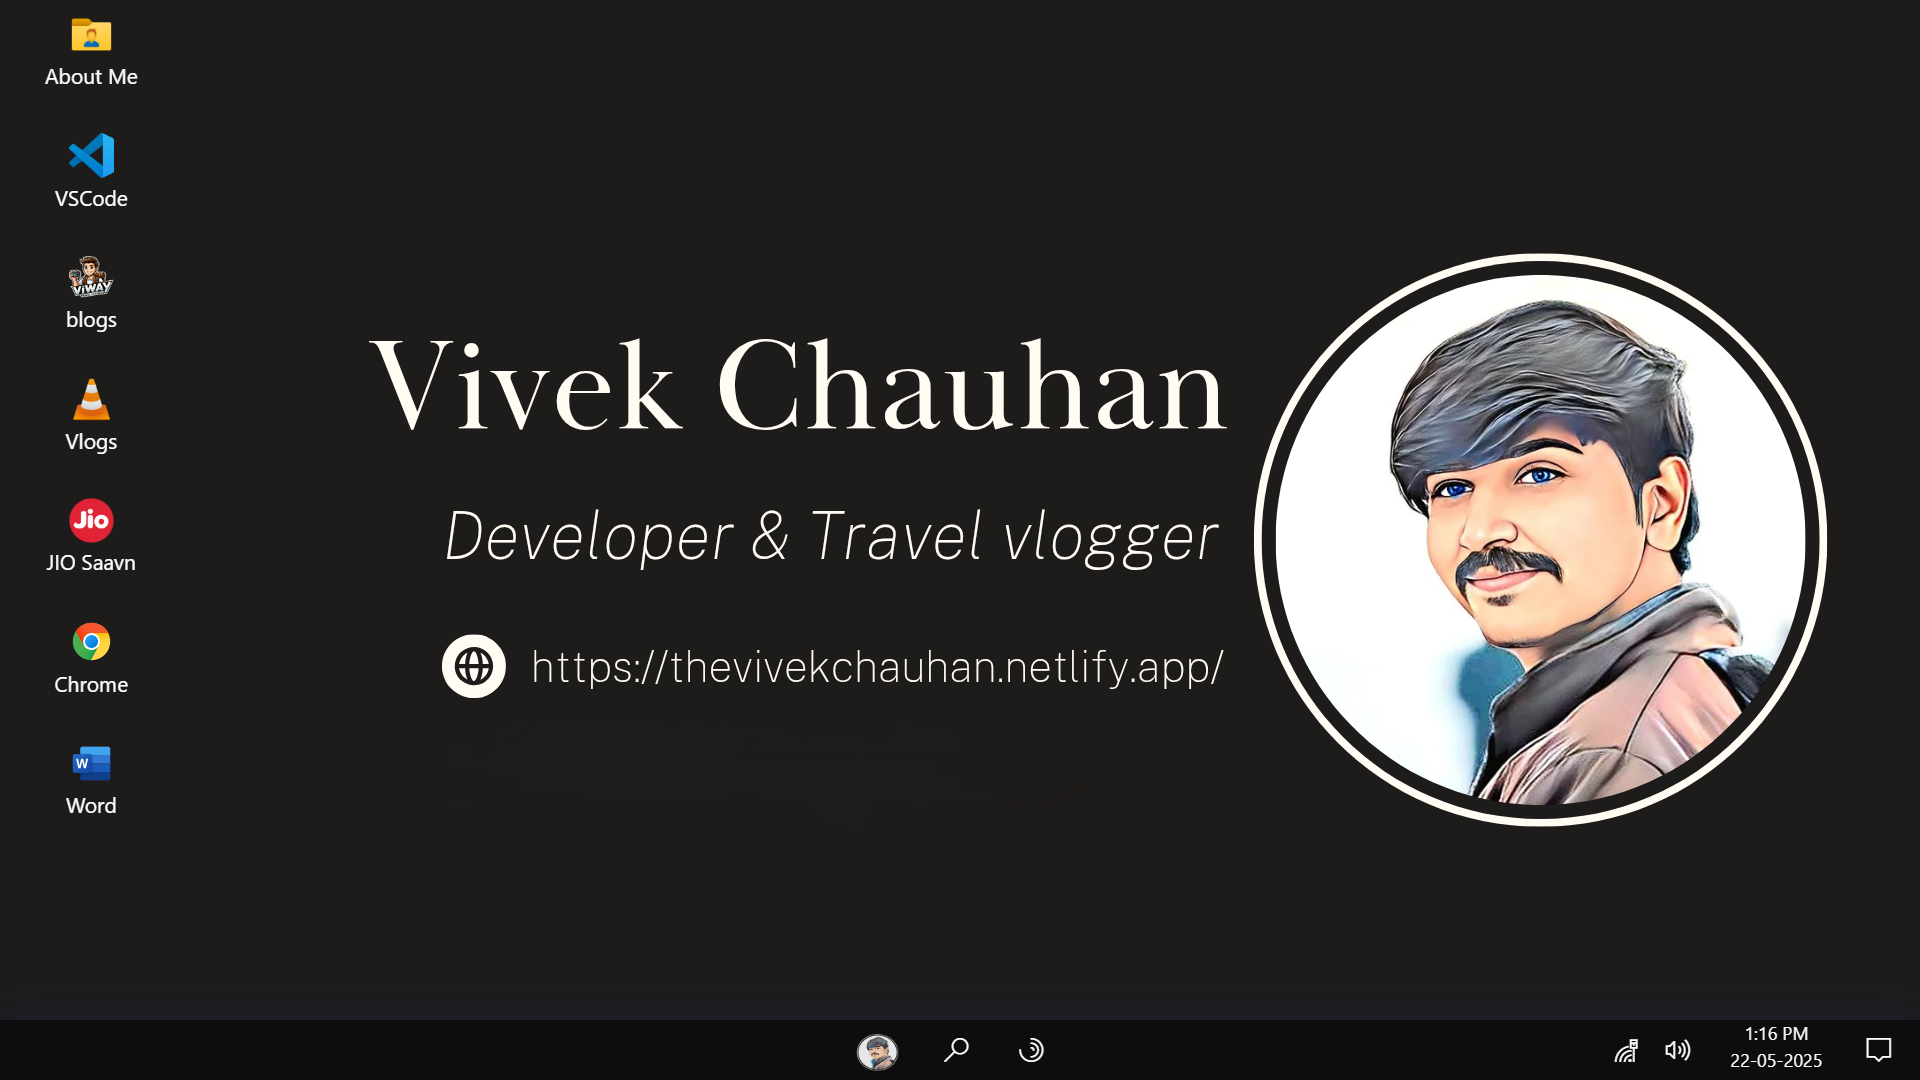 About Me
VSCode
VIWAY
blogs
Vlogs
Jio
JIO Saavn
Chrome
W
Word
Vivek Chauhan
Developer & Travel vlogger
https://thevivekchauhan.netlify.app/
1:16 PM
22-05-2025